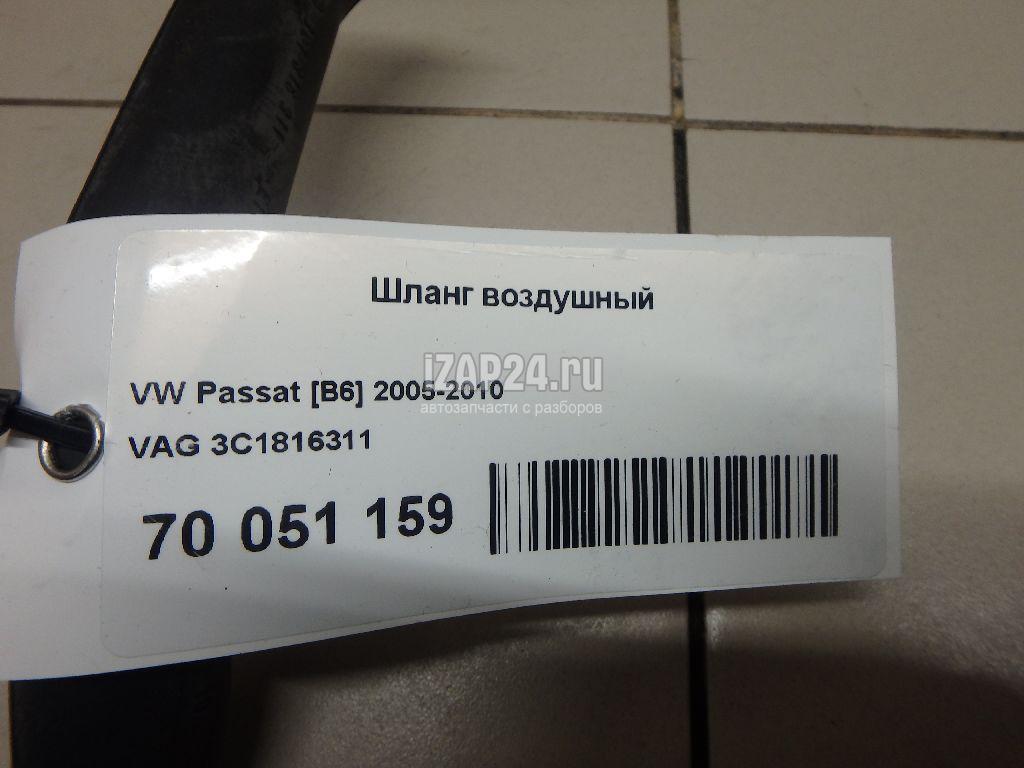 Шланг воздушный
iZAP24.ru
VW Passat [B6] 2005-2010
автозапчасти с разборов
VAG 3C1816311
70 051 159